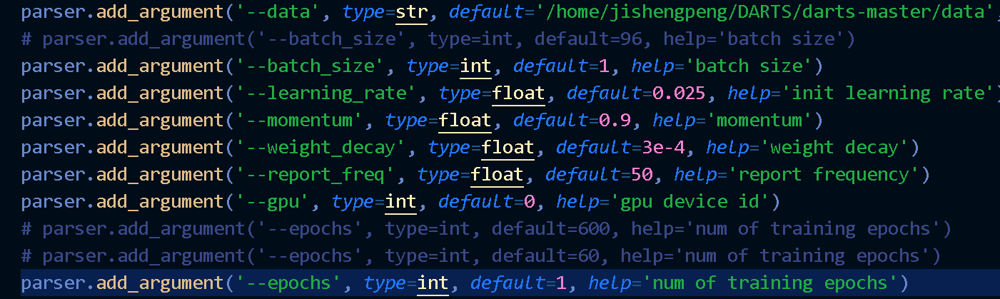 parser.add_argument('--data', type=str, default='/home/jishengpeng/DARTS/darts-master/data',
# parser.add_argument('--batch_size', type=int, default=96, help='batch size')
parser.add_argument('--batch_size', type=int, default=1, help='batch size')
parser.add_argument('--learning_rate', type=float, default=0.025, help='init learning rate')
parser.add_argument('--momentum', type=float, default=0.9, help='momentum')
parser.add_argument('--weight_decay', type=float, default=3e-4, help='weight decay')
parser.add_argument('--report_freq', type=float, default=50, help='report frequency')
parser.add_argument('--gpu', type=int, default=0, help='gpu device id')
# parser.add_argument('--epochs', type=int, default=600, help='num of training epochs')
# parser.add_argument('--epochs', type=int, default=60, help='num of training epochs')
parser.add_argument('--epochs', type=int, default=1, help='num of training epochs')